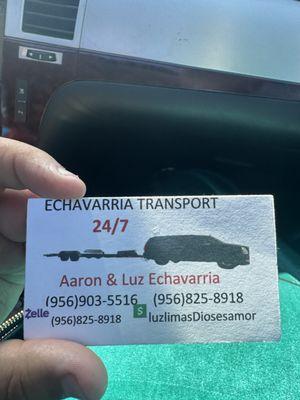 ECHAVARRIA TRANSPORT
24/7
Aaron & Luz Echavarria
(956)903-5516 (956)825-8918
Zelle (956)825-8918 S luzlimasDiosesamor